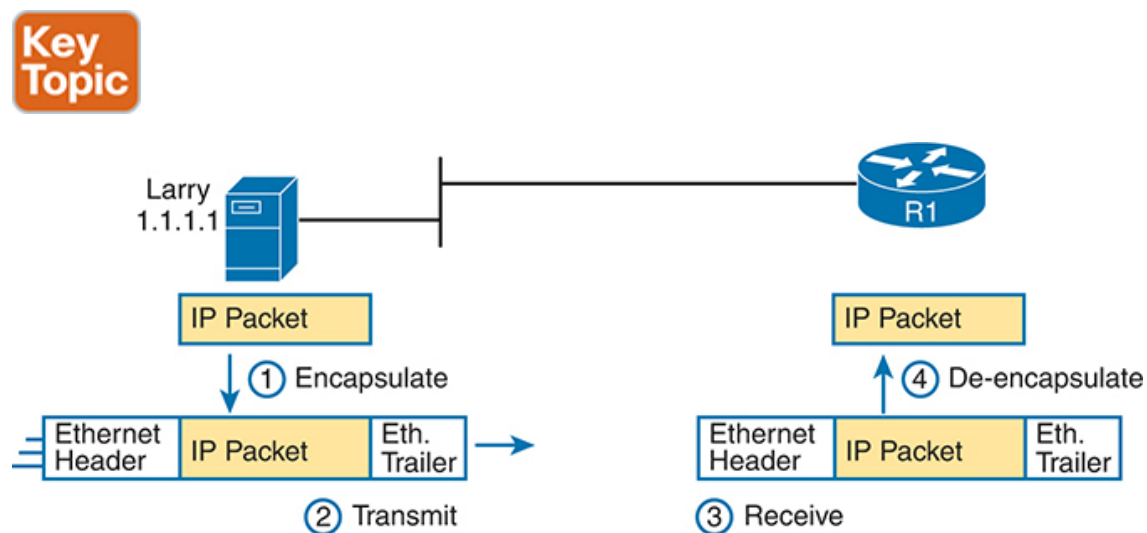 Key
Topic
Larry
1.1.1.1
R1
IP Packet
IP Packet
1 Encapsulate
4 De-encapsulate
Ethernet
Header
IP Packet
Eth.
Trailer
Ethernet
Header
IP Packet
Eth.
Trailer
2 Transmit
3 Receive